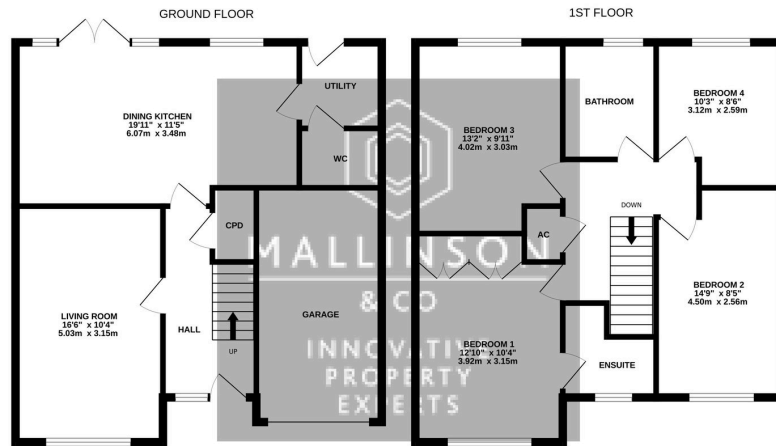 GROUND FLOOR
DINING KITCHEN
19'11" x 11'5"
6.07m x 3.48m
UTILITY
WC
CPD
LIVING ROOM
16'6" x 10'4"
5.03m x 3.15m
HALL
UP
GARAGE
1ST FLOOR
BEDROOM 3
13'2" x 9'11"
4.02m x 3.03m
BATHROOM
BEDROOM 4
10'3" x 8'6"
3.12m x 2.59m
AC
DOWN
BEDROOM 2
14'9" x 8'5"
4.50m x 2.56m
BEDROOM 1
12'10" x 10'4"
3.92m x 3.15m
ENSUITE
MALLINSON
& CO
INNOVATIVE
PROPERTY
EXPERTS